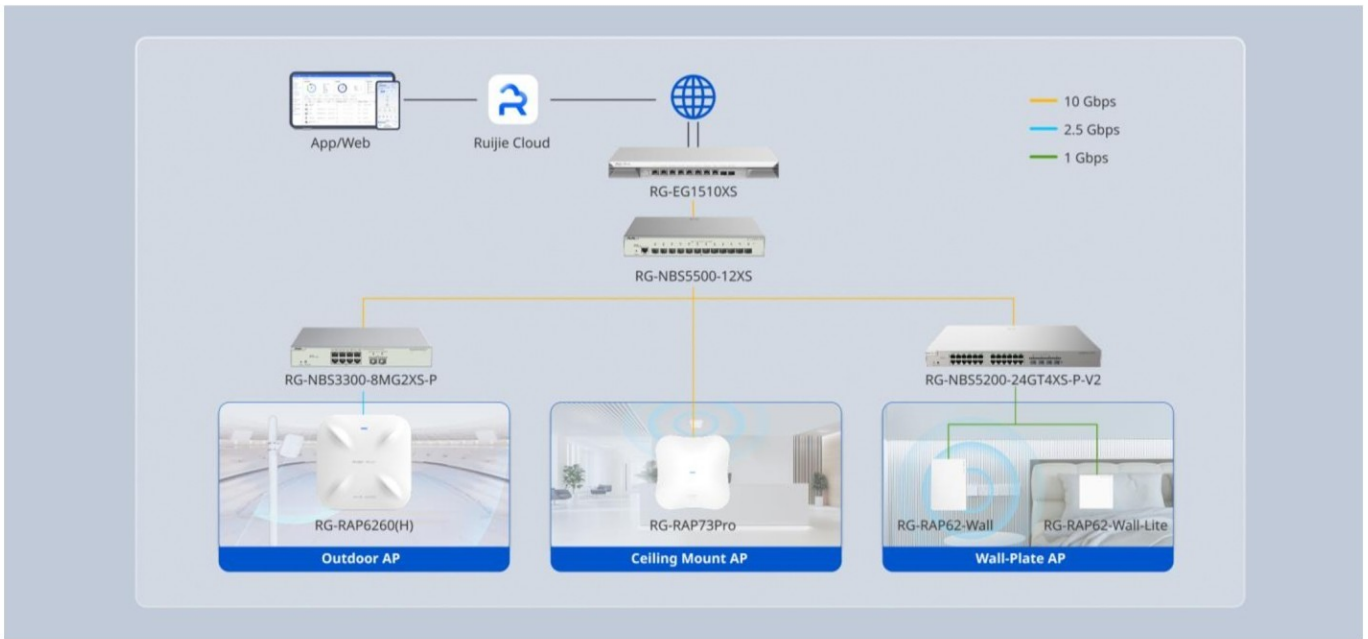 10 Gbps
2.5 Gbps
1 Gbps
App/Web
Ruijie Cloud
RG-EG1510XS
RG-NBS5500-12XS
RG-NBS3300-8MG2XS-P
RG-NBS5200-24GT4XS-P-V2
RG-RAP6260(H)
RG-RAP73Pro
RG-RAP62-Wall
RG-RAP62-Wall-Lite
Outdoor AP
Ceiling Mount AP
Wall-Plate AP